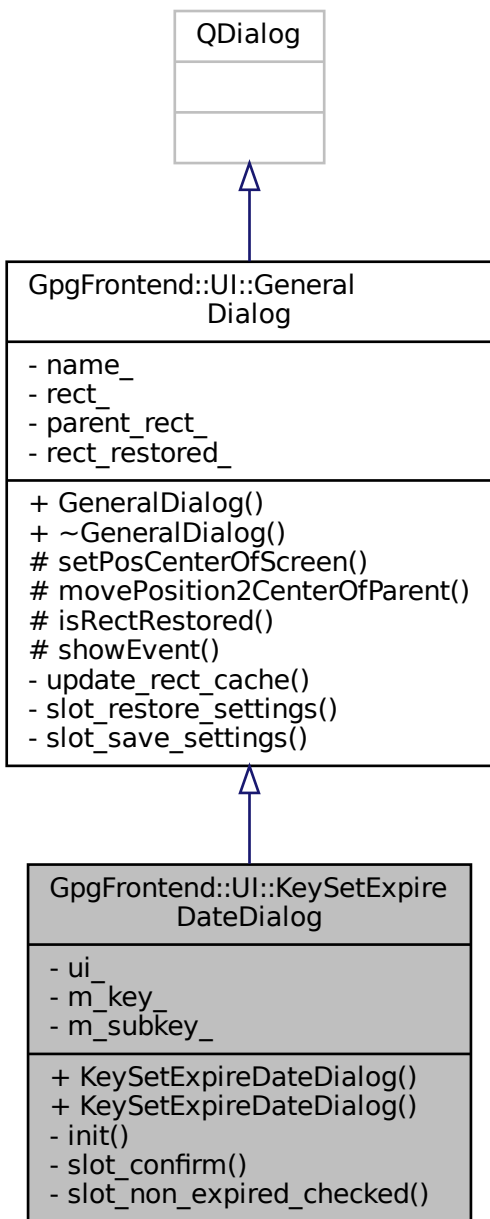 QDialog
GpgFrontend::UI::General
Dialog
- name_
- rect_
- parent_rect_
- rect_restored_
+ GeneralDialog()
+ ~GeneralDialog()
# setPosCenterOfScreen()
# movePosition2CenterOfParent()
# isRectRestored()
# showEvent()
- update_rect_cache()
- slot_restore_settings()
- slot_save_settings()
GpgFrontend::UI::KeySetExpire
DateDialog
- ui_
- m_key_
- m_subkey_
+ KeySetExpireDateDialog()
+ KeySetExpireDateDialog()
- init()
- slot_confirm()
- slot_non_expired_checked()